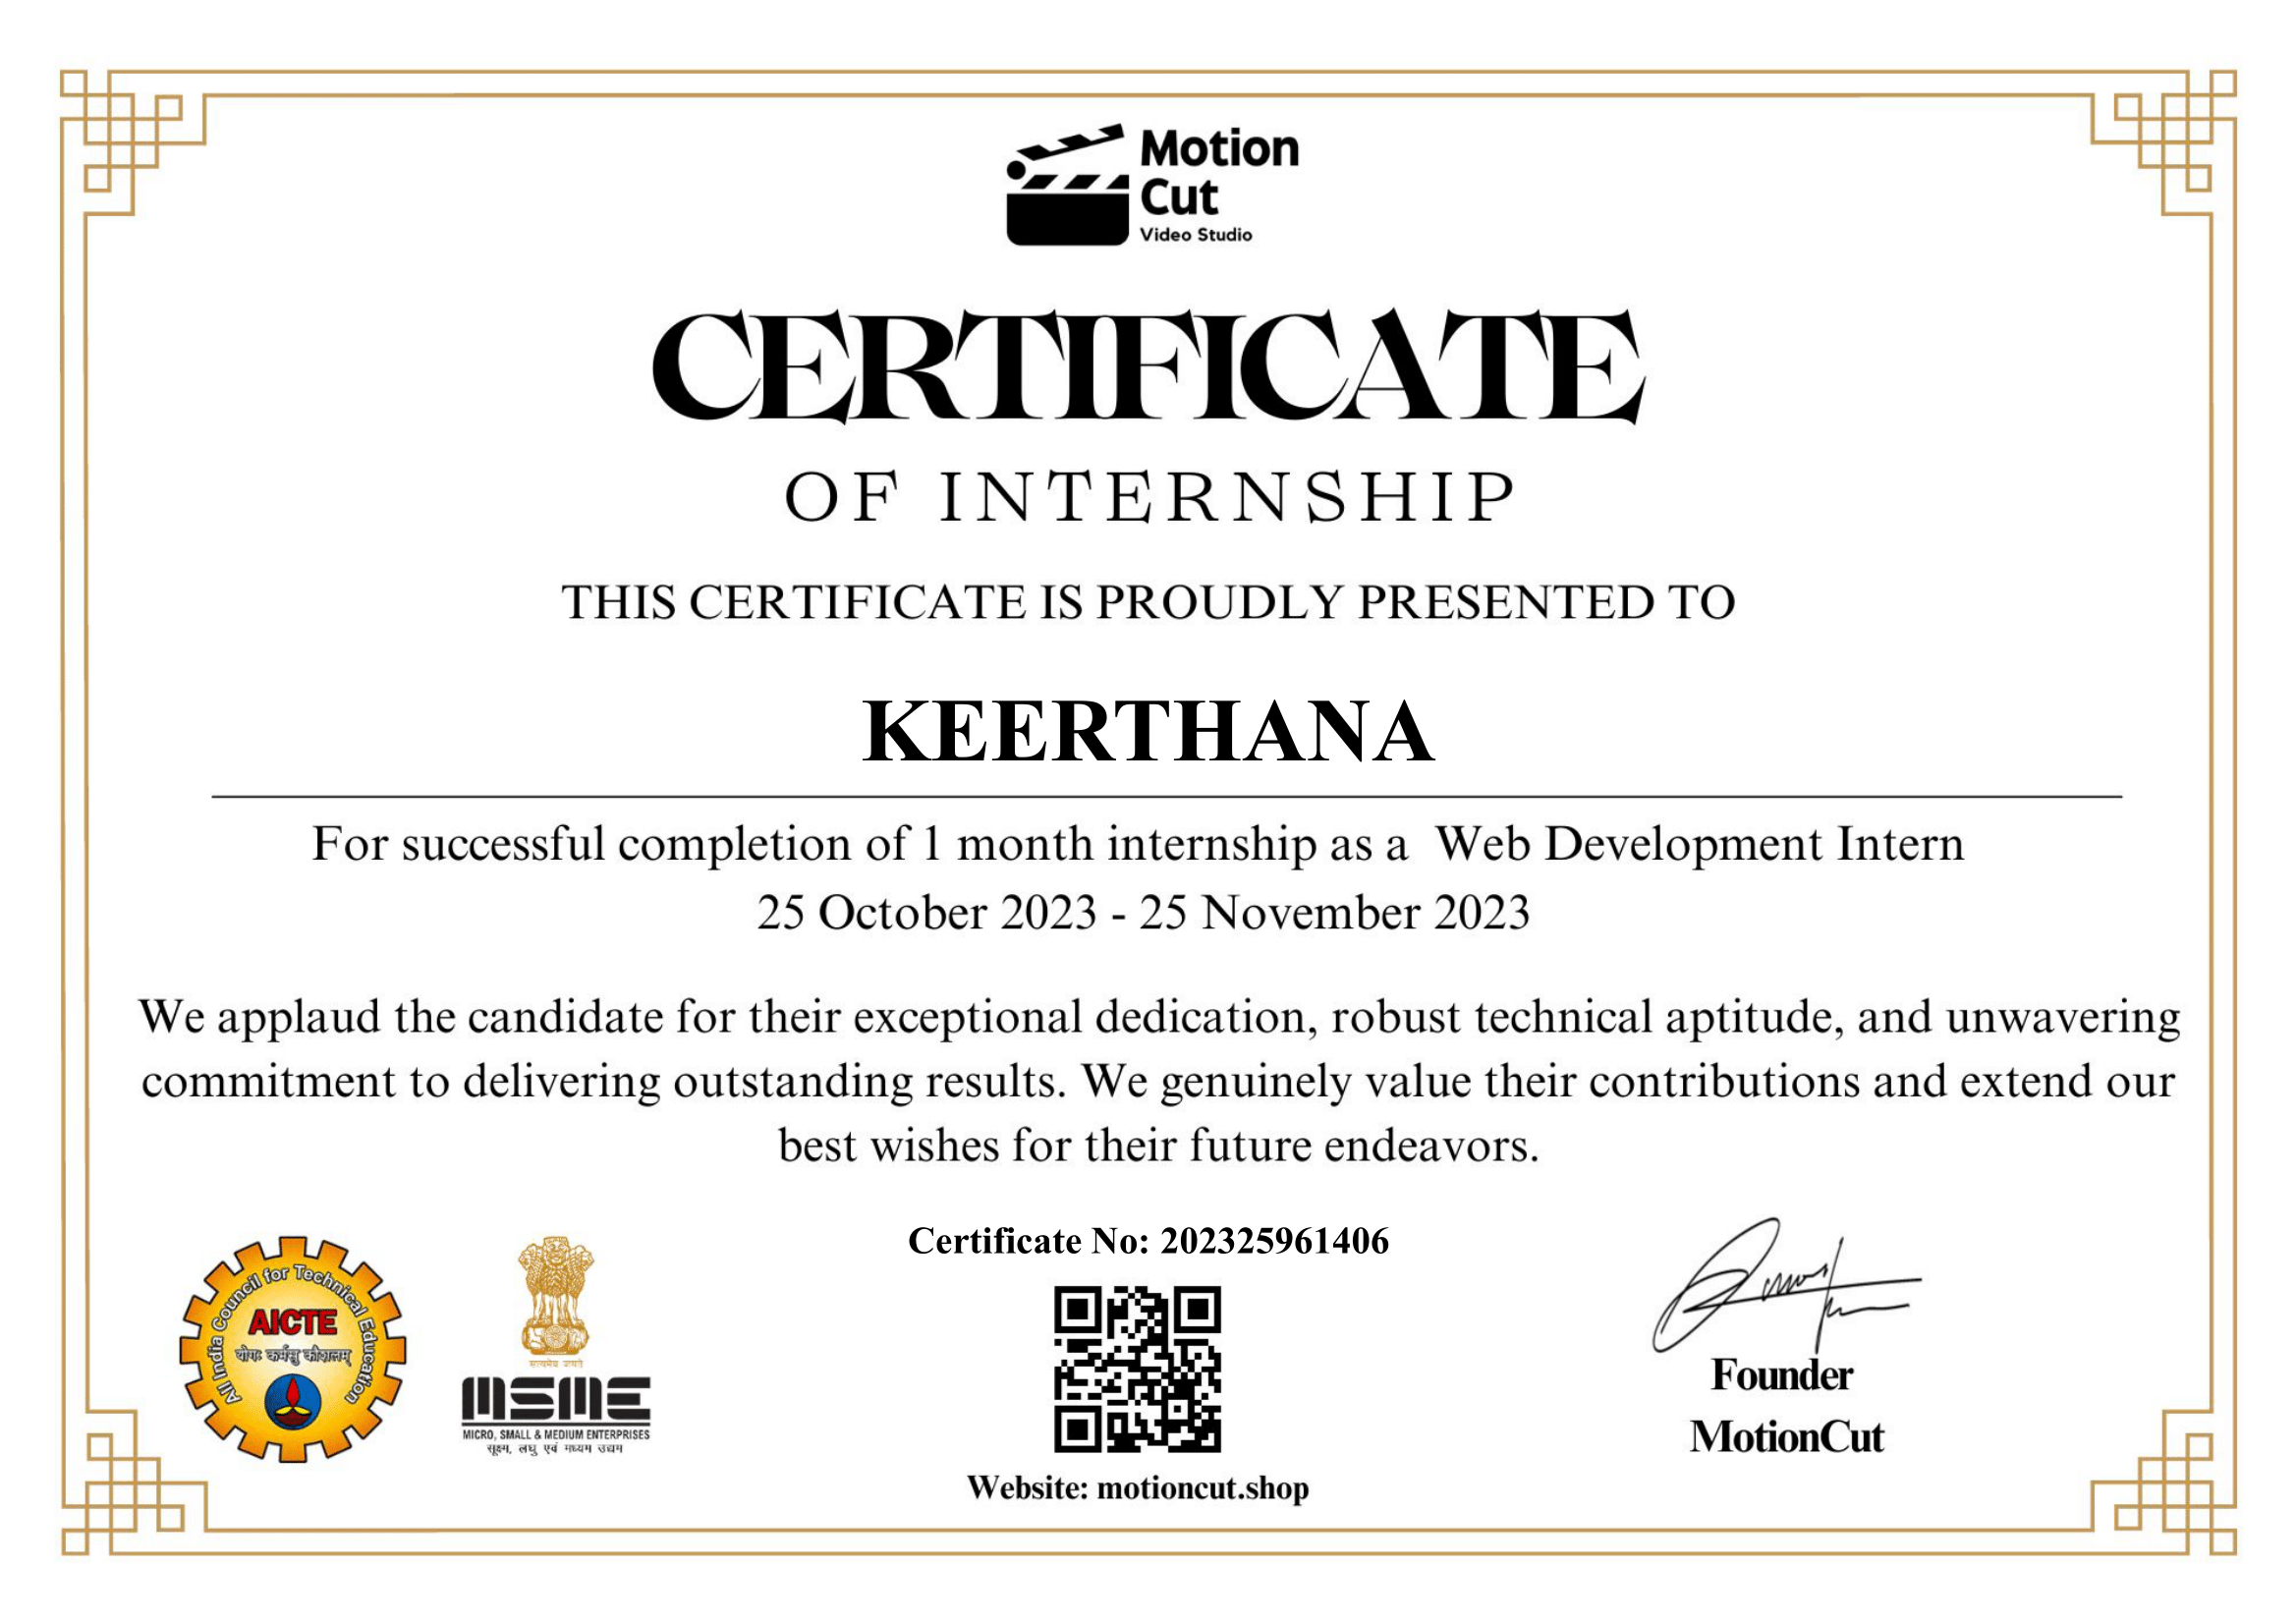 Motion
Cut
Video Studio
CERTIFICATE
OF INTERNSHIP
THIS CERTIFICATE IS PROUDLY PRESENTED TO
KEERTHANA
For successful completion of 1 month internship as a Web Development Intern
25 October 2023 - 25 November 2023
We applaud the candidate for their exceptional dedication, robust technical aptitude, and unwavering
commitment to delivering outstanding results. We genuinely value their contributions and extend our
best wishes for their future endeavors.
All India Council for Technical Education
AICTE
योगः कर्मसु कौशलम्
सत्यमेव जयते
MSME
MICRO, SMALL & MEDIUM ENTERPRISES
सूक्ष्म, लघु एवं मध्यम उद्यम
Certificate No: 202325961406
Website: motioncut.shop
Founder
MotionCut